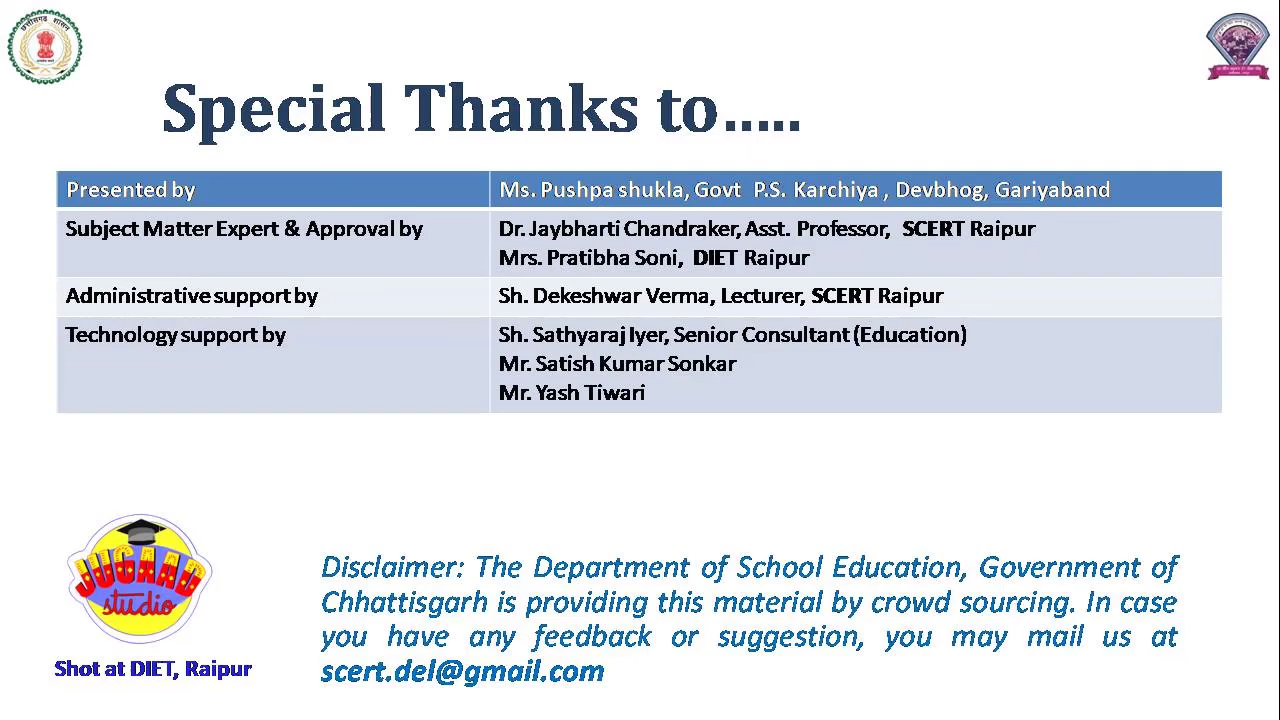 छत्तीसगढ़ शासन
Special Thanks to.....
Presented by
Ms. Pushpa shukla, Govt P.S. Karchiya , Devbhog, Gariyaband
Subject Matter Expert & Approval by
Dr. Jaybharti Chandraker, Asst. Professor, SCERT Raipur
Mrs. Pratibha Soni, DIET Raipur
Administrative support by
Sh. Dekeshwar Verma, Lecturer, SCERT Raipur
Technology support by
Sh. Sathyaraj Iyer, Senior Consultant (Education)
Mr. Satish Kumar Sonkar
Mr. Yash Tiwari
JUGAAD
studio
Shot at DIET, Raipur
Disclaimer: The Department of School Education, Government of
Chhattisgarh is providing this material by crowd sourcing. In case
you have any feedback or suggestion, you may mail us at
scert.del@gmail.com